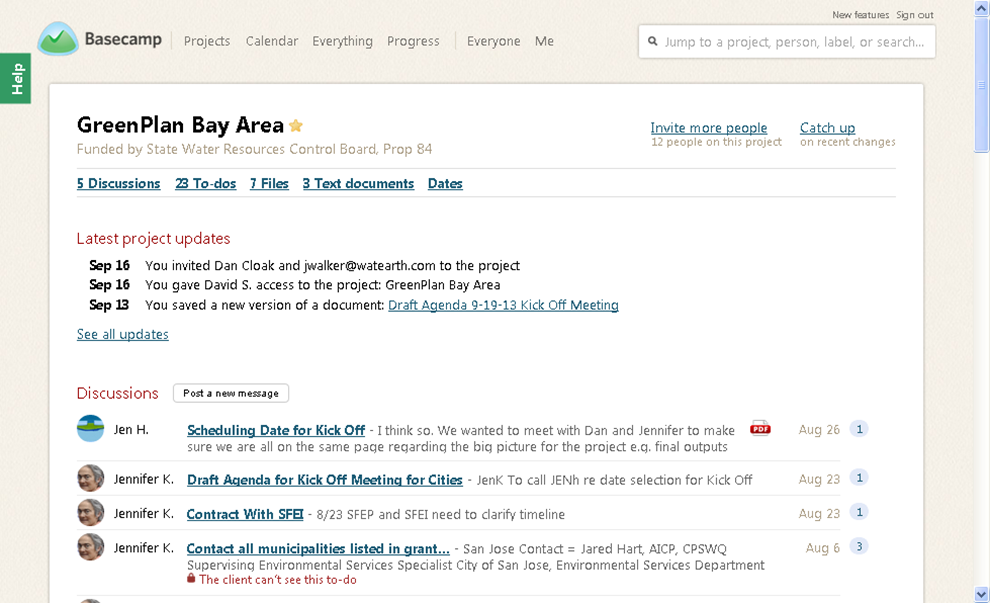 New features Sign out
Basecamp Projects Calendar Everything Progress Everyone Me
Jump to a project, person, label, or search...
Help
GreenPlan Bay Area
Funded by State Water Resources Control Board, Prop 84
Invite more people
12 people on this project
Catch up
on recent changes
5 Discussions 23 To-dos 7 Files 3 Text documents Dates
Latest project updates
Sep 16 You invited Dan Cloak and jwalker@watearth.com to the project
Sep 16 You gave David S. access to the project: GreenPlan Bay Area
Sep 13 You saved a new version of a document: Draft Agenda 9-19-13 Kick Off Meeting
See all updates
Discussions Post a new message
Jen H. Scheduling Date for Kick Off - I think so. We wanted to meet with Dan and Jennifer to make PDF Aug 26 1
sure we are all on the same page regarding the big picture for the project e.g. final outputs
Jennifer K. Draft Agenda for Kick Off Meeting for Cities - JenK To call JENh re date selection for Kick Off Aug 23 1
Jennifer K. Contract With SFEI - 8/23 SFEP and SFEI need to clarify timeline Aug 23 1
Jennifer K. Contact all municipalities listed in grant... - San Jose Contact = Jared Hart, AICP, CPSWQ Aug 6 3
Supervising Environmental Services Specialist City of San Jose, Environmental Services Department
The client can't see this to-do